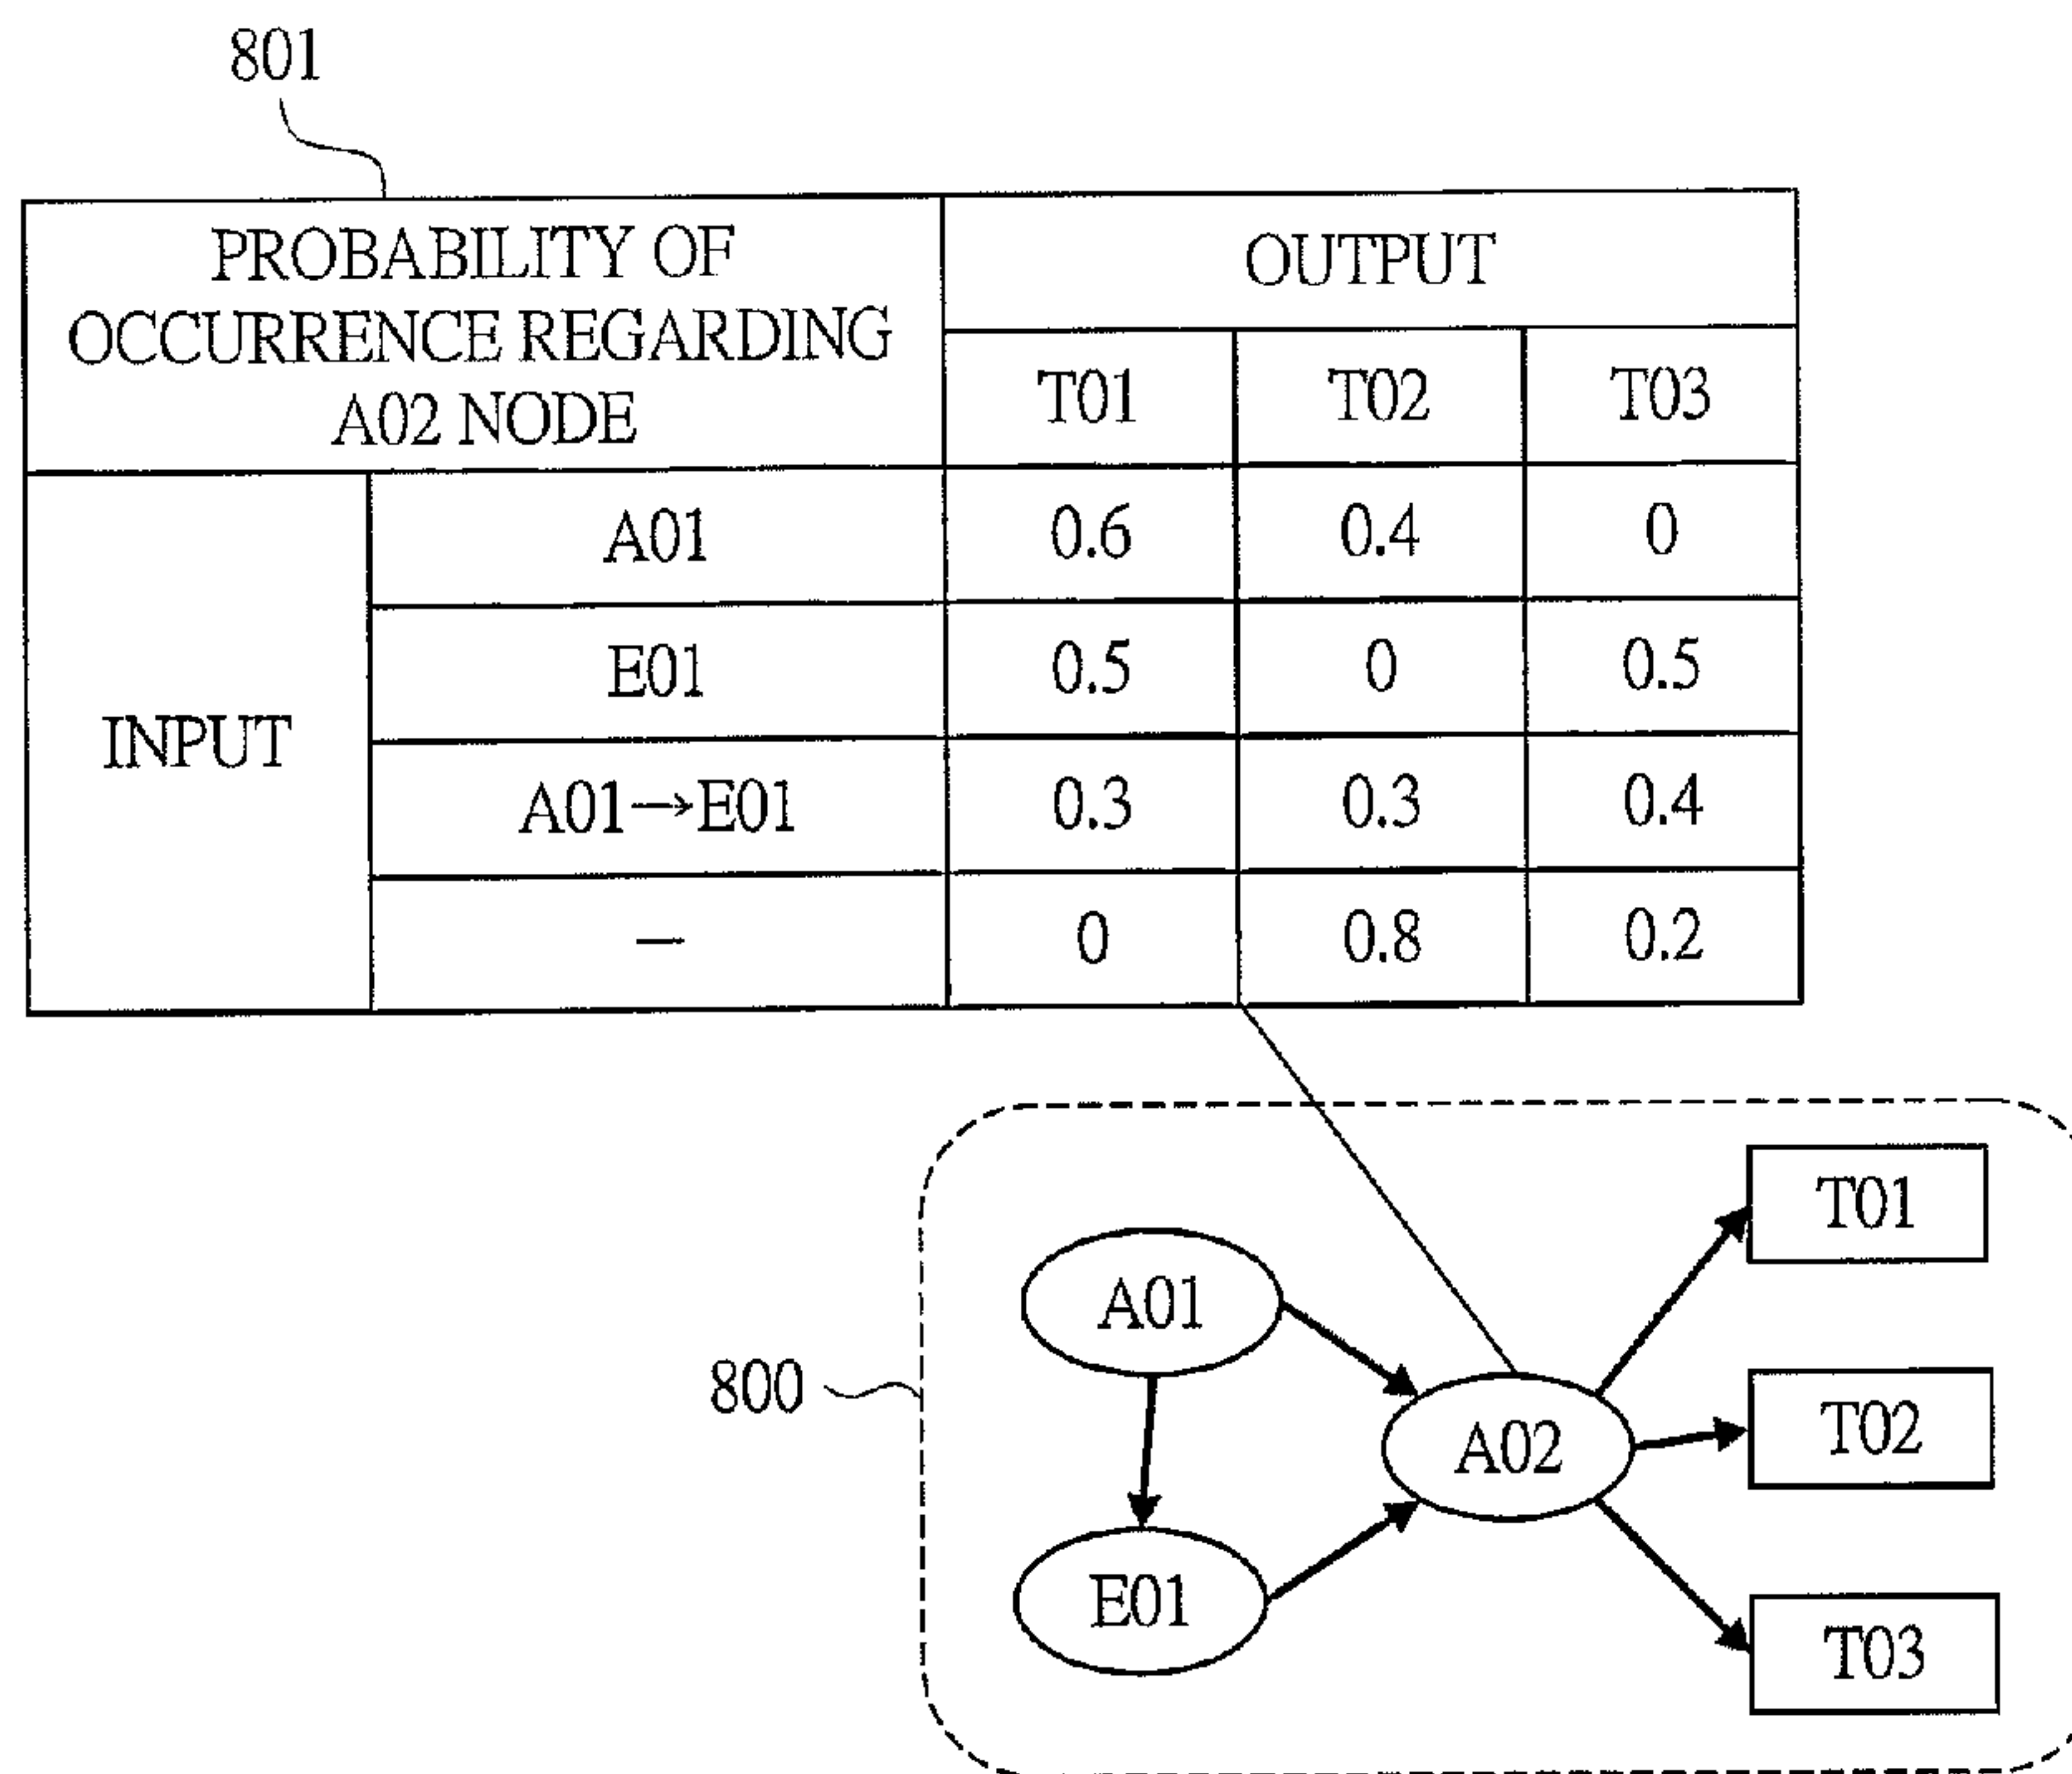 801
PROBABILITY OF
OCCURRENCE REGARDING
A02 NODE
OUTPUT
T01 T02 T03
INPUT
A01 0.6 0.4 0
E01 0.5 0 0.5
A01→E01 0.3 0.3 0.4
— 0 0.8 0.2
800
A01
E01
A02
T01
T02
T03